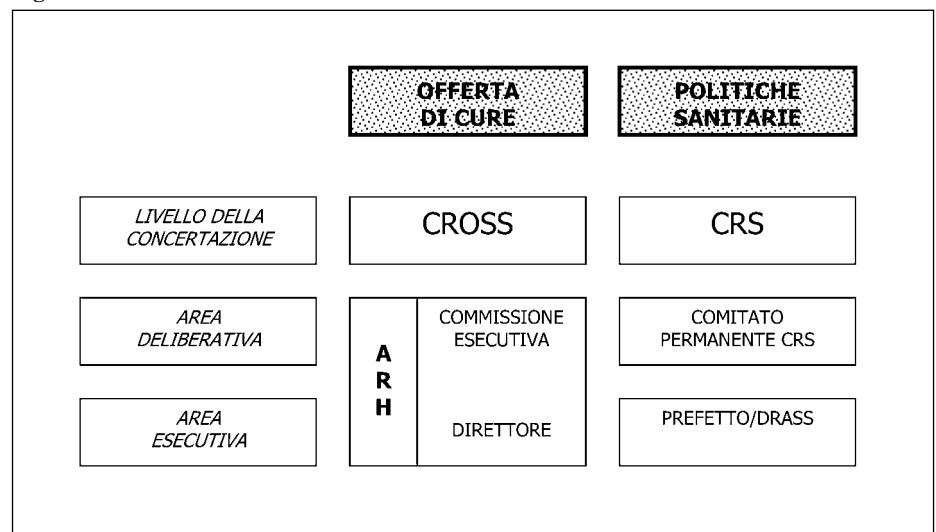 OFFERTA
DI CURE
POLITICHE
SANITARIE
LIVELLO DELLA
CONCERTAZIONE
CROSS
CRS
AREA
DELIBERATIVA
A
R
H
COMMISSIONE
ESECUTIVA
COMITATO
PERMANENTE CRS
AREA
ESECUTIVA
DIRETTORE
PREFETTO/DRASS